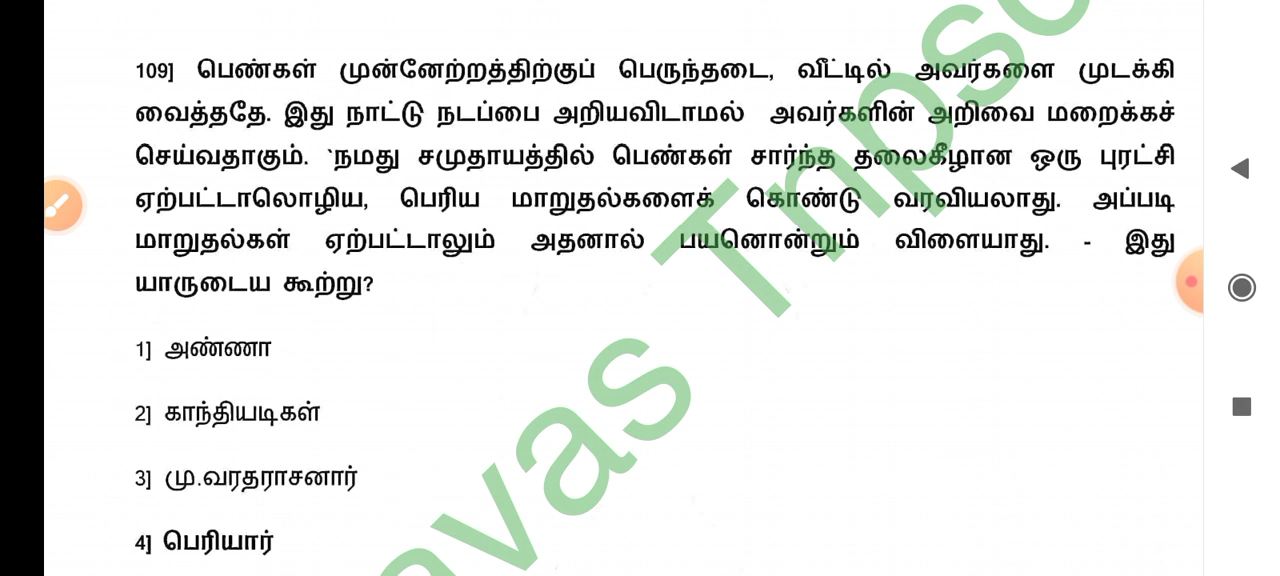 109] பெண்கள் முன்னேற்றத்திற்குப் பெருந்தடை, வீட்டில் அவர்களை முடக்கி
வைத்ததே. இது நாட்டு நடப்பை அறியவிடாமல் அவர்களின் அறிவை மறைக்கச்
செய்வதாகும். `நமது சமுதாயத்தில் பெண்கள் சார்ந்த தலைகீழான ஒரு புரட்சி
ஏற்பட்டாலொழிய, பெரிய மாறுதல்களைக் கொண்டு வரவியலாது. அப்படி
மாறுதல்கள் ஏற்பட்டாலும் அதனால் பயனொன்றும் விளையாது. - இது
யாருடைய கூற்று?
1] அண்ணா
2] காந்தியடிகள்
3] மு.வரதராசனார்
4] பெரியார்